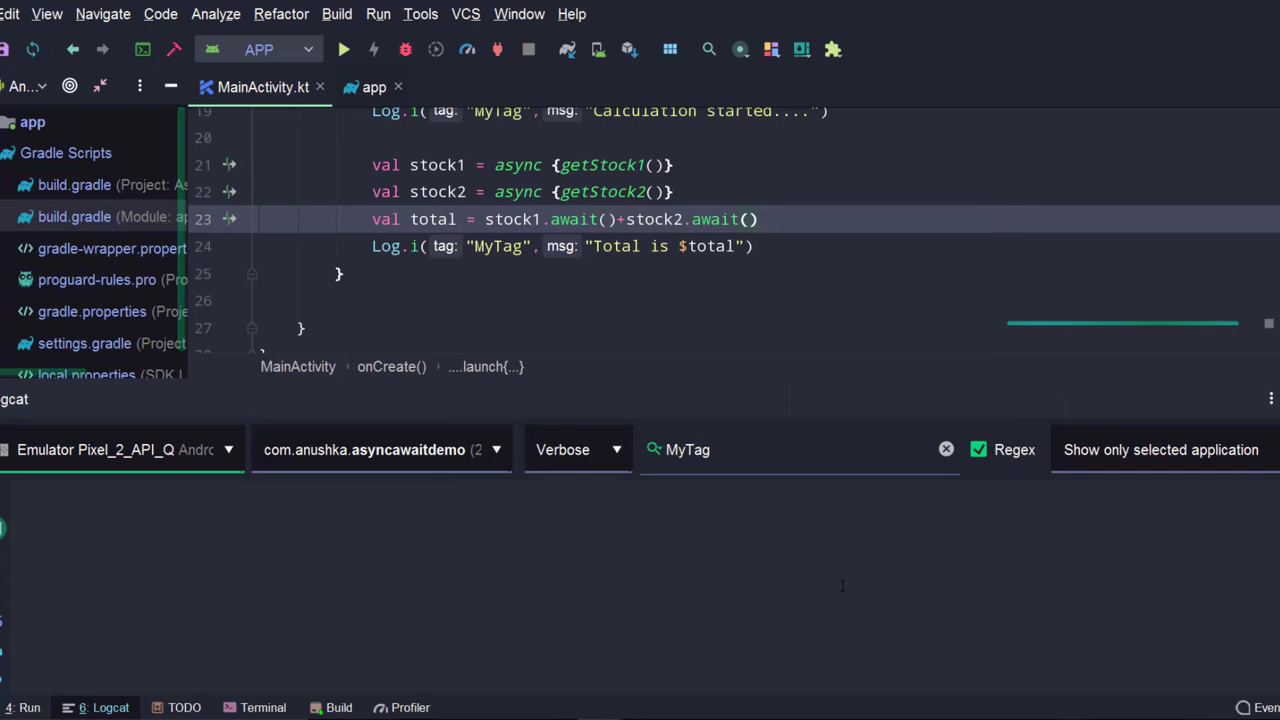 Edit View Navigate Code Analyze Refactor Build Run Tools VCS Window Help
APP
An... MainActivity.kt app
app
Gradle Scripts
build.gradle (Project: As
build.gradle (Module: ap
gradle-wrapper.propert
proguard-rules.pro (Proj
gradle.properties (Proje
settings.gradle (Project
local.properties (SDK L
19 Log.i( tag: "MyTag", msg: "Calculation started....")
20
21 val stock1 = async {getStock1()}
22 val stock2 = async {getStock2()}
23 val total = stock1.await()+stock2.await()
24 Log.i( tag: "MyTag", msg: "Total is $total")
25 }
26
27 }
28 }
MainActivity › onCreate() › ....launch{...}
gcat
Emulator Pixel_2_API_Q Andro com.anushka.asyncawaitdemo (2 Verbose MyTag Regex Show only selected application
4: Run 6: Logcat TODO Terminal Build Profiler Even